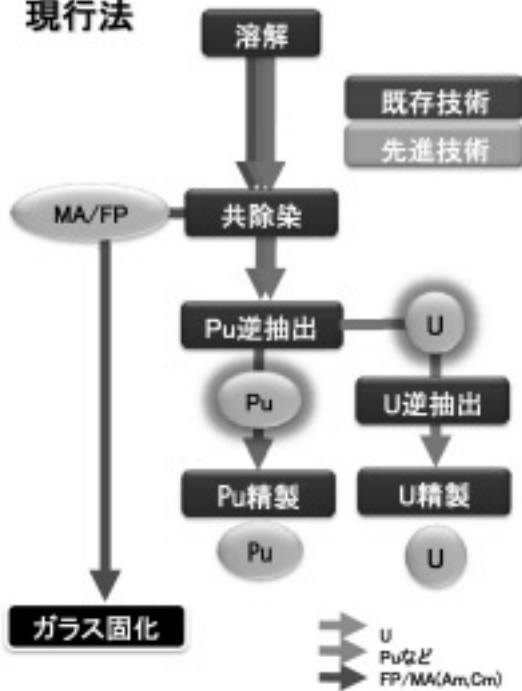 現行法
溶解
既存技術
先進技術
MA/FP
共除染
Pu逆抽出
U
Pu
U逆抽出
Pu精製
U精製
Pu
U
ガラス固化
U
Puなど
FP/MA(Am,Cm)